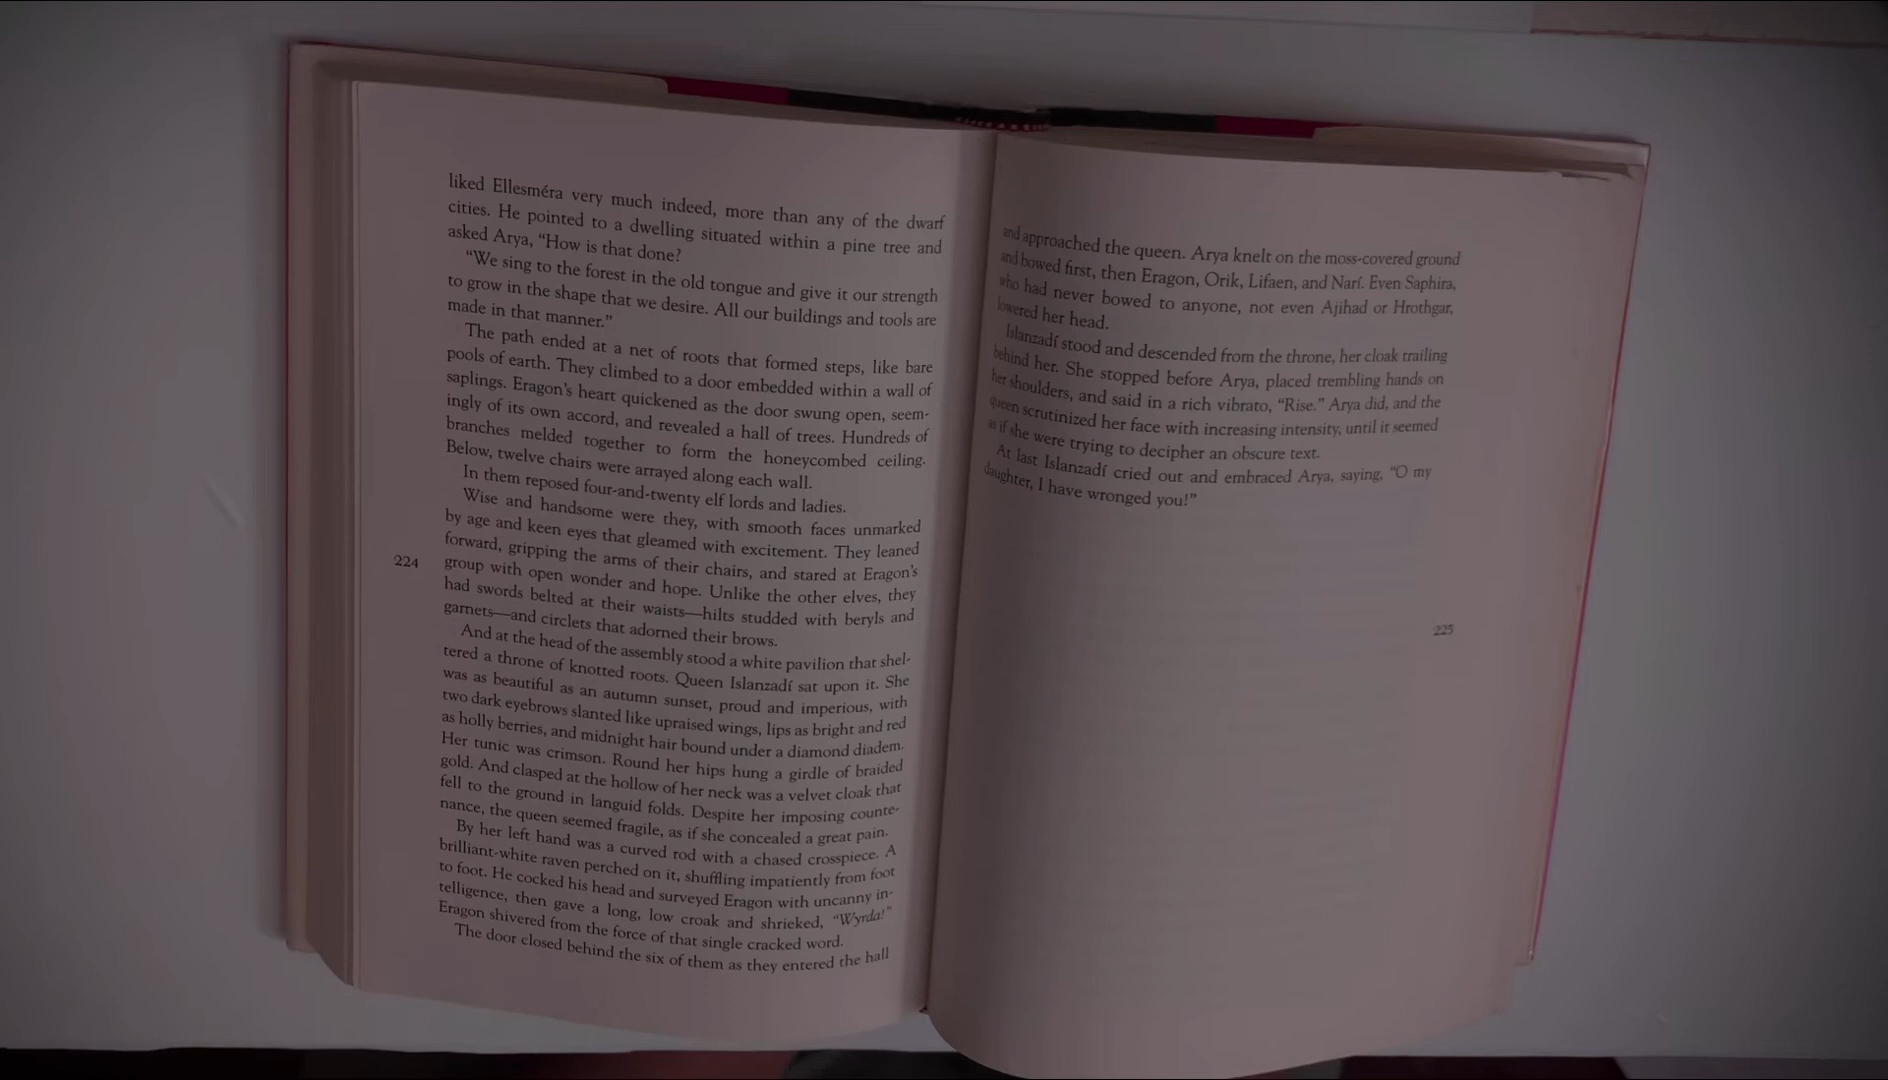 liked Ellesméra very much indeed, more than any of the dwarf
cities. He pointed to a dwelling situated within a pine tree and
asked Arya, “How is that done?
“We sing to the forest in the old tongue and give it our strength
to grow in the shape that we desire. All our buildings and tools are
made in that manner.”
The path ended at a net of roots that formed steps, like bare
pools of earth. They climbed to a door embedded within a wall of
saplings. Eragon’s heart quickened as the door swung open, seem-
ingly of its own accord, and revealed a hall of trees. Hundreds of
branches melded together to form the honeycombed ceiling.
Below, twelve chairs were arrayed along each wall.
In them reposed four-and-twenty elf lords and ladies.
Wise and handsome were they, with smooth faces unmarked
by age and keen eyes that gleamed with excitement. They leaned
forward, gripping the arms of their chairs, and stared at Eragon’s
group with open wonder and hope. Unlike the other elves, they
had swords belted at their waists—hilts studded with beryls and
garnets—and circlets that adorned their brows.
And at the head of the assembly stood a white pavilion that shel-
tered a throne of knotted roots. Queen Islanzadí sat upon it. She
was as beautiful as an autumn sunset, proud and imperious, with
two dark eyebrows slanted like upraised wings, lips as bright and red
as holly berries, and midnight hair bound under a diamond diadem.
Her tunic was crimson. Round her hips hung a girdle of braided
gold. And clasped at the hollow of her neck was a velvet cloak that
fell to the ground in languid folds. Despite her imposing counte-
nance, the queen seemed fragile, as if she concealed a great pain.
By her left hand was a curved rod with a chased crosspiece. A
brilliant-white raven perched on it, shuffling impatiently from foot
to foot. He cocked his head and surveyed Eragon with uncanny in-
telligence, then gave a long, low croak and shrieked, “Wyrda!”
Eragon shivered from the force of that single cracked word.
The door closed behind the six of them as they entered the hall
224
and approached the queen. Arya knelt on the moss-covered ground
and bowed first, then Eragon, Orik, Lifaen, and Narí. Even Saphira,
who had never bowed to anyone, not even Ajihad or Hrothgar,
lowered her head.
Islanzadí stood and descended from the throne, her cloak trailing
behind her. She stopped before Arya, placed trembling hands on
her shoulders, and said in a rich vibrato, “Rise.” Arya did, and the
queen scrutinized her face with increasing intensity, until it seemed
as if she were trying to decipher an obscure text.
At last Islanzadí cried out and embraced Arya, saying, “O my
daughter, I have wronged you!”
225